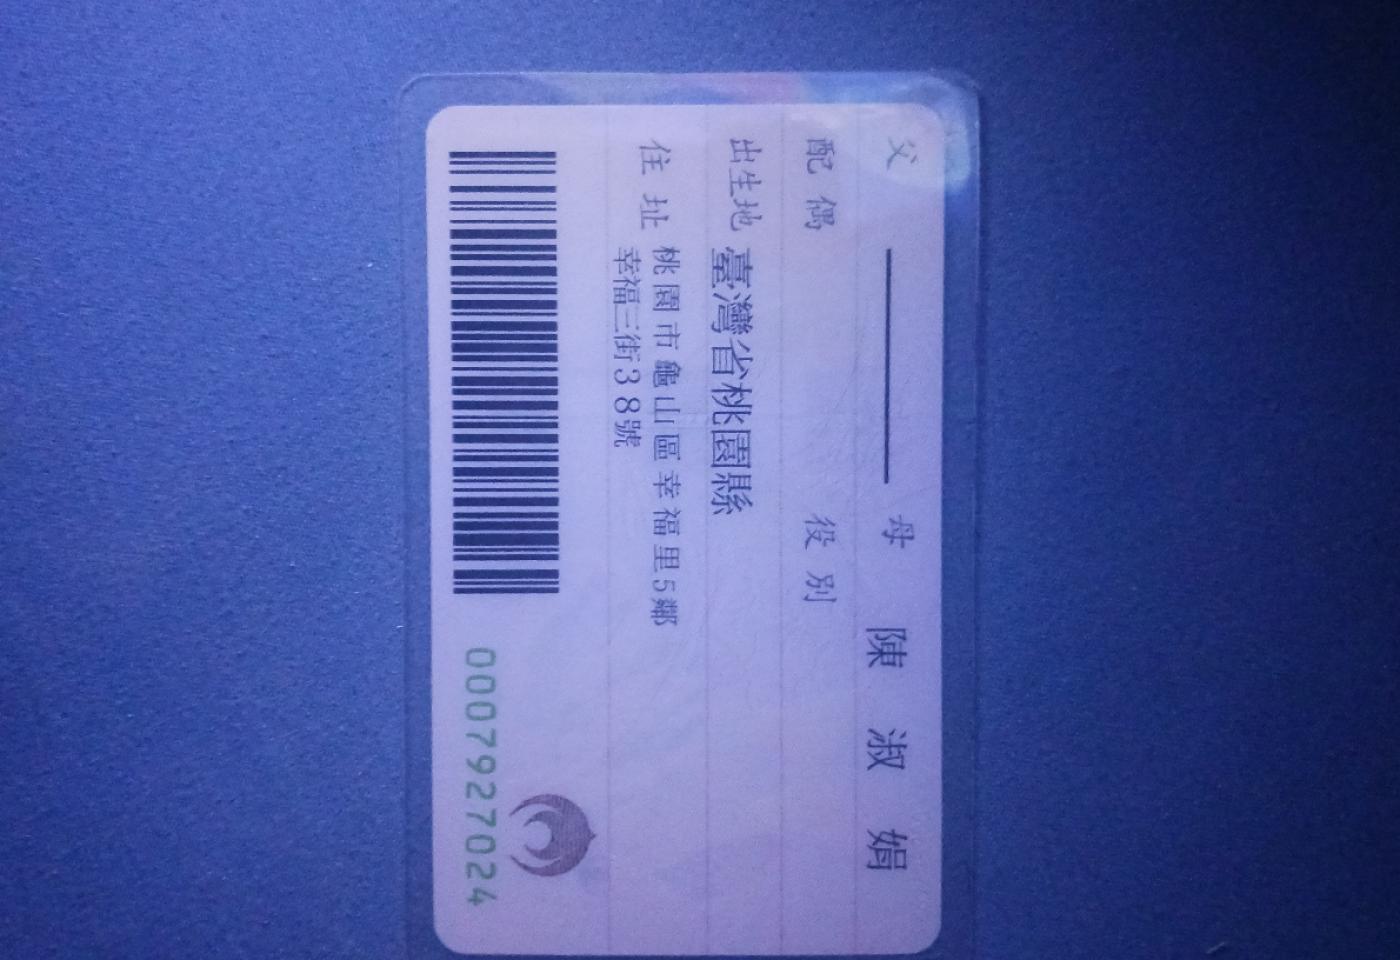 父 母 陳淑娟
配偶 役別
出生地 臺灣省桃園縣
住址 桃園市龜山區幸福里5鄰
幸福三街38號
0007927024